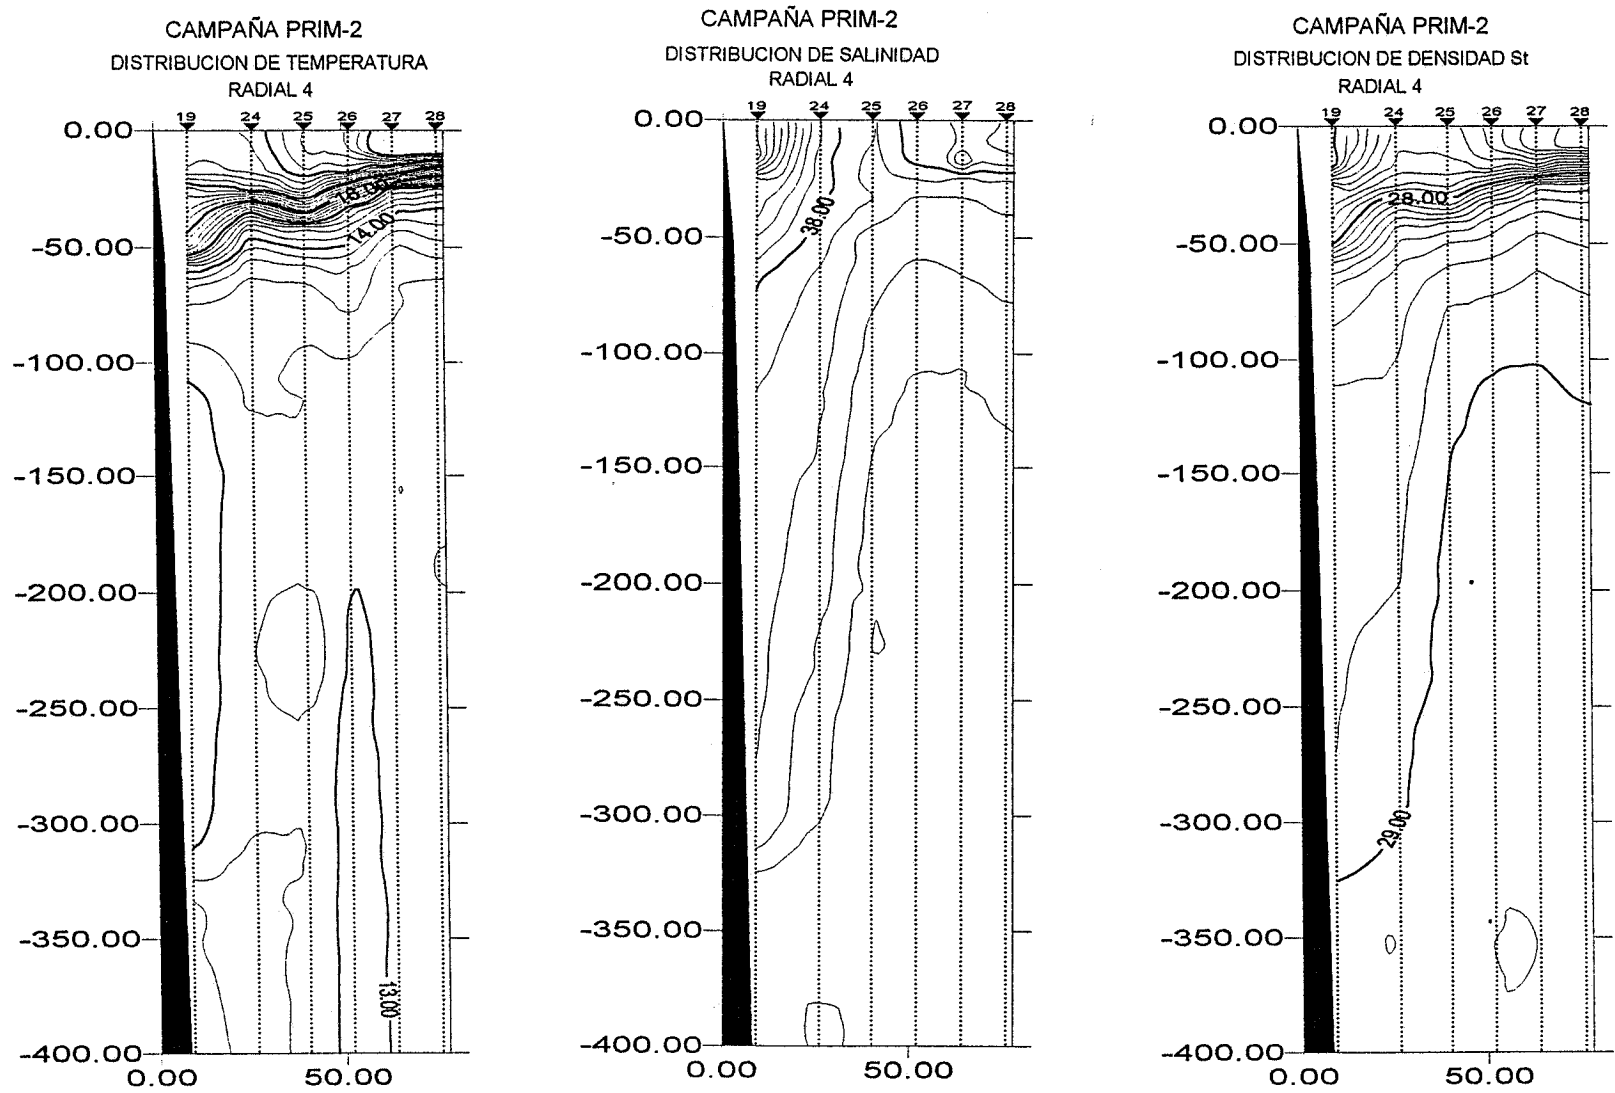 CAMPAÑA PRIM-2
DISTRIBUCION DE TEMPERATURA
RADIAL 4
19 24 25 26 27 28
0.00
-50.00
-100.00
-150.00
-200.00
-250.00
-300.00
-350.00
-400.00
0.00 50.00
14.00
13.00
CAMPAÑA PRIM-2
DISTRIBUCION DE SALINIDAD
RADIAL 4
19 24 25 26 27 28
0.00
-50.00
-100.00
-150.00
-200.00
-250.00
-300.00
-350.00
-400.00
0.00 50.00
38.00
CAMPAÑA PRIM-2
DISTRIBUCION DE DENSIDAD St
RADIAL 4
19 24 25 26 27 28
0.00
-50.00
-100.00
-150.00
-200.00
-250.00
-300.00
-350.00
-400.00
0.00 50.00
28.00
29.00